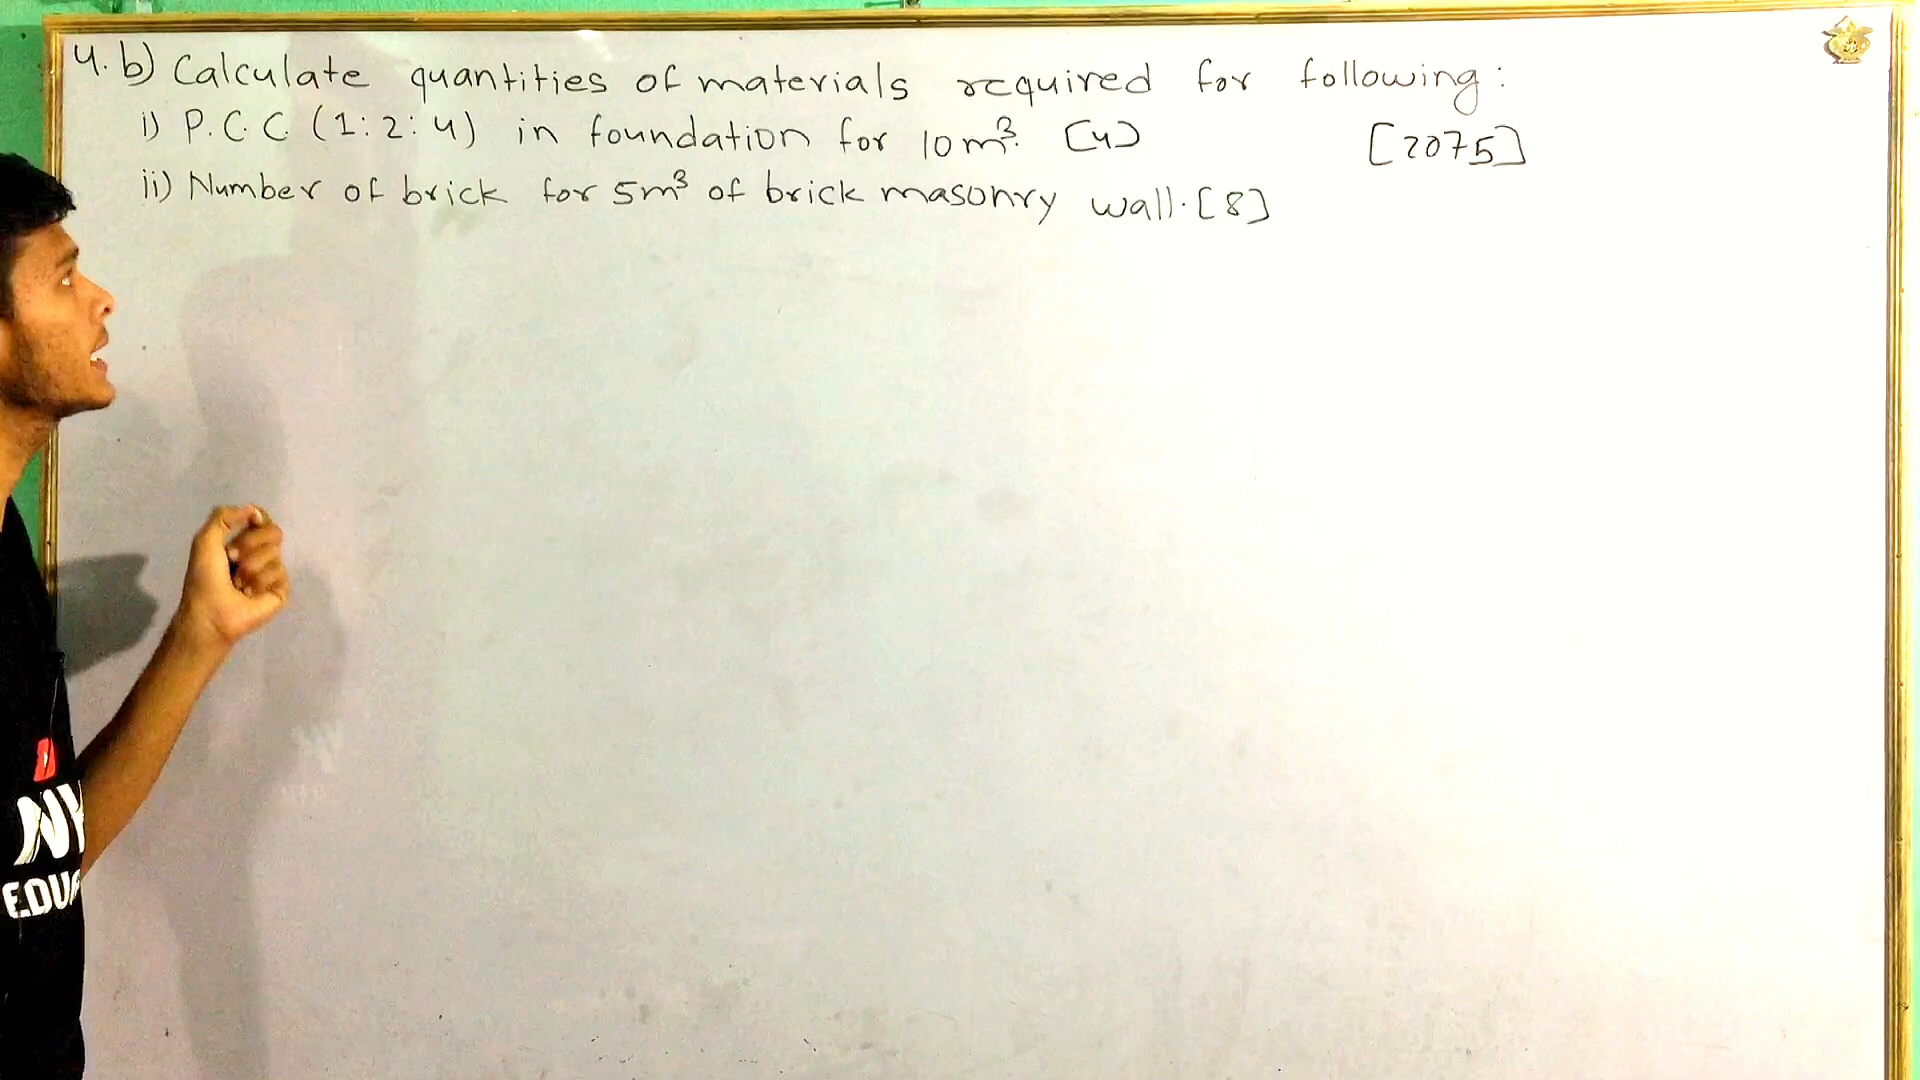 4. b) Calculate quantities of materials required for following:
i) P.C.C. (1:2:4) in foundation for 10m³. [4] [2075]
ii) Number of brick for 5m³ of brick masonry wall. [8]